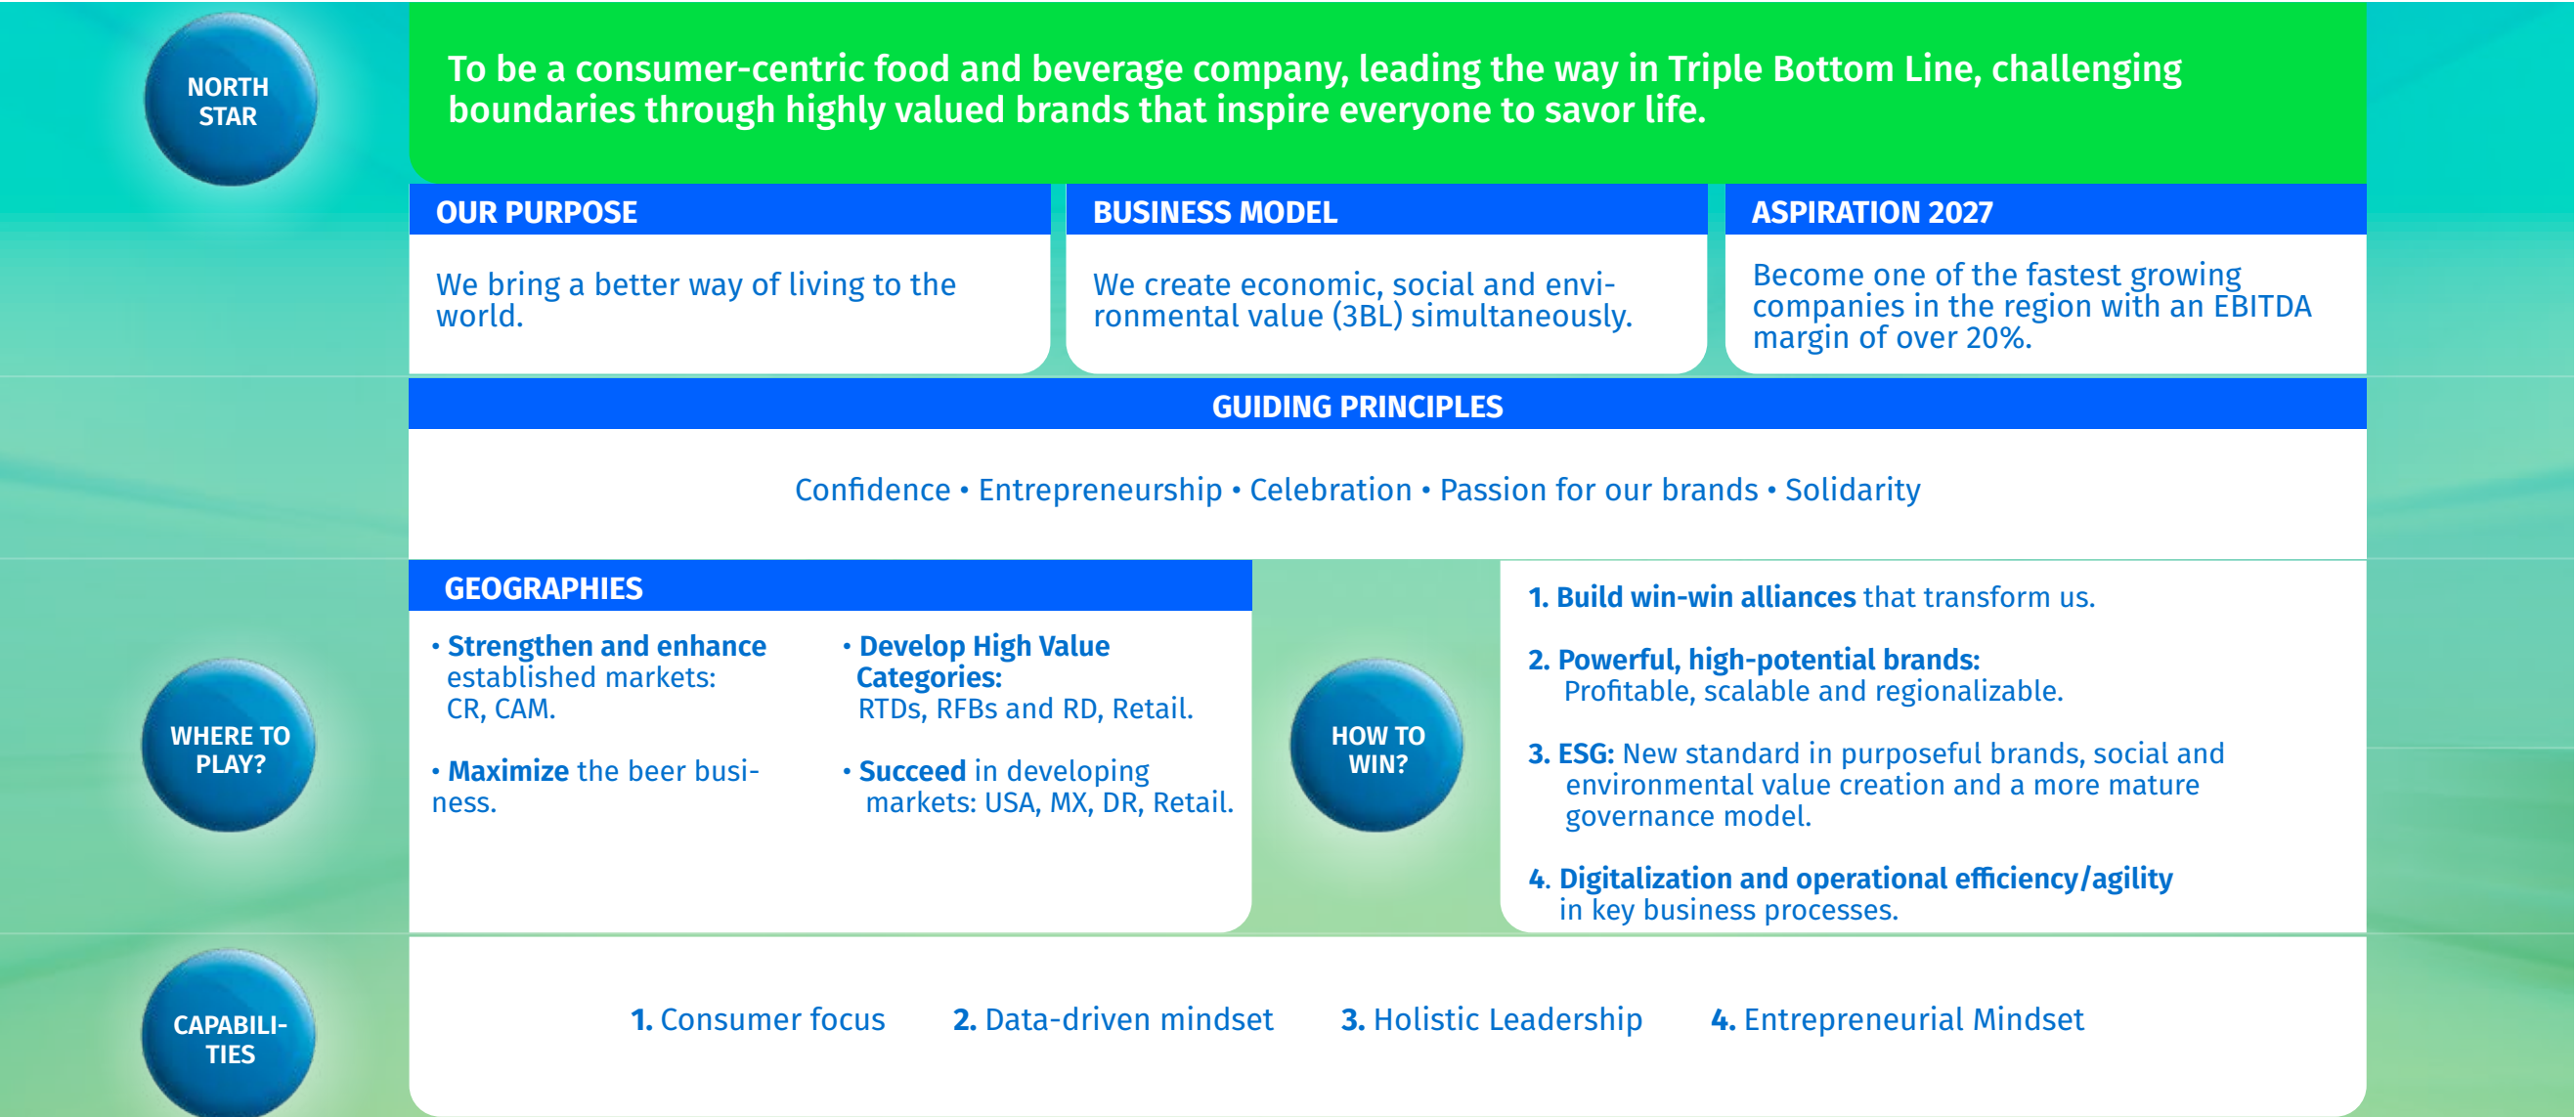 NORTH
STAR
To be a consumer-centric food and beverage company, leading the way in Triple Bottom Line, challenging
boundaries through highly valued brands that inspire everyone to savor life.
OUR PURPOSE
We bring a better way of living to the
world.
BUSINESS MODEL
We create economic, social and envi-
ronmental value (3BL) simultaneously.
ASPIRATION 2027
Become one of the fastest growing
companies in the region with an EBITDA
margin of over 20%.
GUIDING PRINCIPLES
Confidence • Entrepreneurship • Celebration • Passion for our brands • Solidarity
WHERE TO
PLAY?
GEOGRAPHIES
• Strengthen and enhance
established markets:
CR, CAM.
• Maximize the beer busi-
ness.
• Develop High Value
Categories:
RTDs, RFBs and RD, Retail.
• Succeed in developing
markets: USA, MX, DR, Retail.
HOW TO
WIN?
1. Build win-win alliances that transform us.
2. Powerful, high-potential brands:
Profitable, scalable and regionalizable.
3. ESG: New standard in purposeful brands, social and
environmental value creation and a more mature
governance model.
4. Digitalization and operational efficiency/agility
in key business processes.
CAPABILI-
TIES
1. Consumer focus 2. Data-driven mindset 3. Holistic Leadership 4. Entrepreneurial Mindset